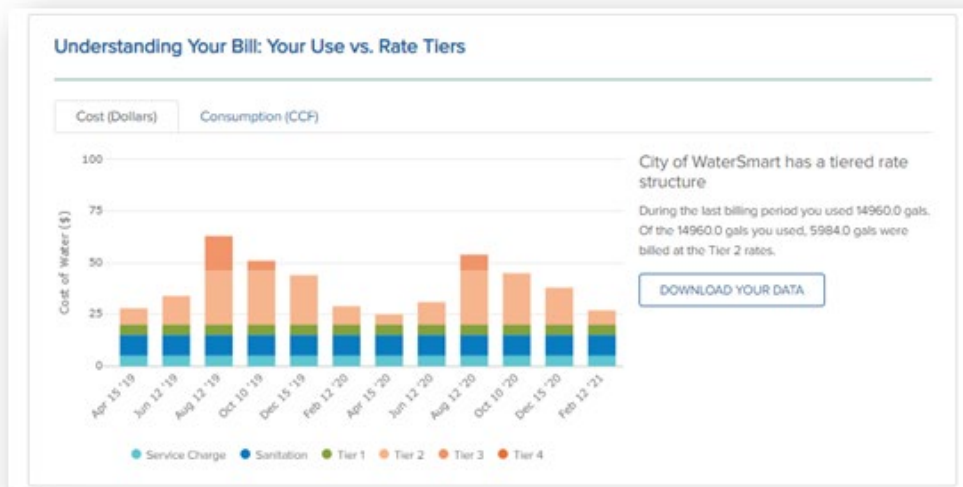 Understanding Your Bill: Your Use vs. Rate Tiers
Cost (Dollars)
Consumption (CCF)
100
75
50
25
0
Cost of Water ($)
Apr 15 '19
Jun 12 '19
Aug 12 '19
Oct 10 '19
Dec 15 '19
Feb 12 '20
Apr 15 '20
Jun 12 '20
Aug 12 '20
Oct 10 '20
Dec 15 '20
Feb 12 '21
Service Charge
Sanitation
Tier 1
Tier 2
Tier 3
Tier 4
City of WaterSmart has a tiered rate
structure
During the last billing period you used 14960.0 gals.
Of the 14960.0 gals you used, 5984.0 gals were
billed at the Tier 2 rates.
DOWNLOAD YOUR DATA